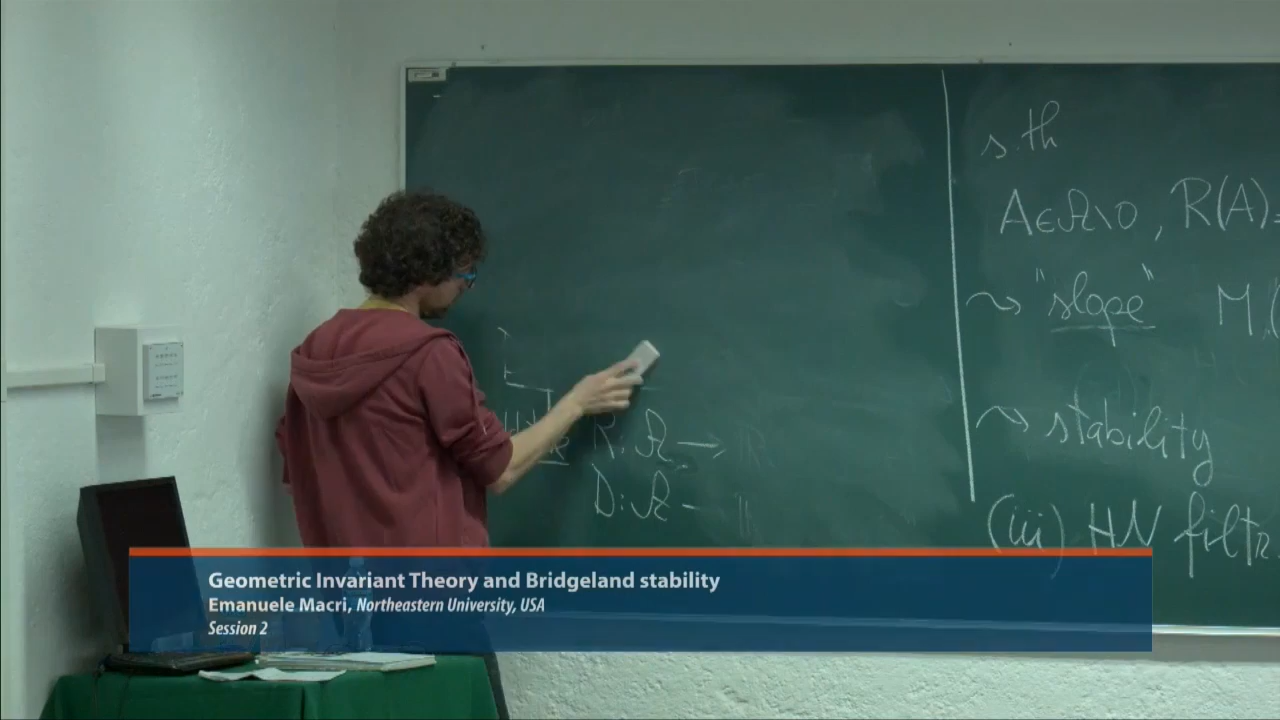 s.th
A∈𝒜\0, R(A)=
⇝ "slope" M(
⇝ stability
(iii) HN filtr.
R: 𝒜 → ℝ
D: 𝒜 –
Geometric Invariant Theory and Bridgeland stability
Emanuele Macri, Northeastern University, USA
Session 2